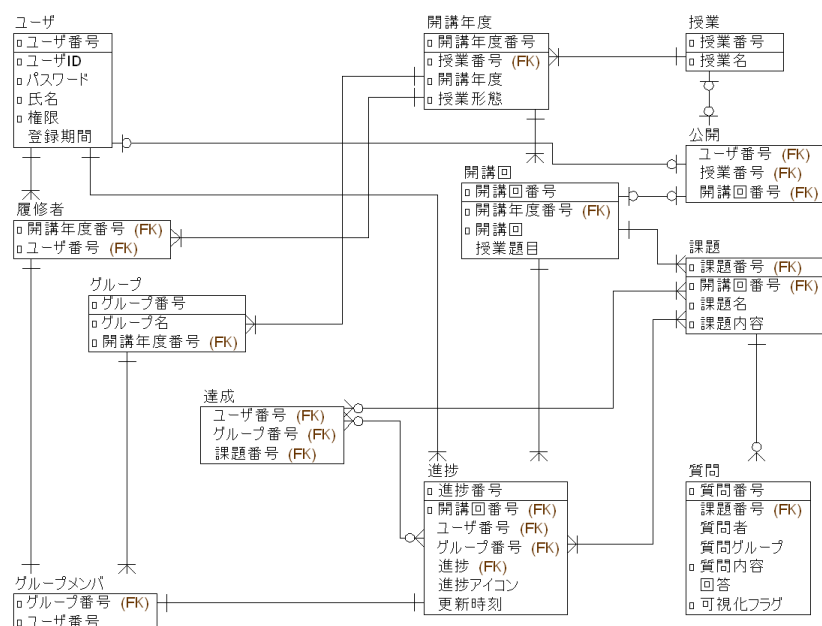 ユーザ
ユーザ番号
ユーザID
パスワード
氏名
権限
登録期間
開講年度
開講年度番号
授業番号 (FK)
開講年度
授業形態
授業
授業番号
授業名
公開
ユーザ番号 (FK)
授業番号 (FK)
開講回番号 (FK)
開講回
開講回番号
開講年度番号 (FK)
開講回
授業題目
履修者
開講年度番号 (FK)
ユーザ番号 (FK)
課題
課題番号 (FK)
開講回番号 (FK)
課題名
課題内容
グループ
グループ番号
グループ名
開講年度番号 (FK)
達成
ユーザ番号 (FK)
グループ番号 (FK)
課題番号 (FK)
進捗
進捗番号
開講回番号 (FK)
ユーザ番号 (FK)
グループ番号 (FK)
進捗 (FK)
進捗アイコン
更新時刻
質問
質問番号
課題番号 (FK)
質問者
質問グループ
質問内容
回答
可視化フラグ
グループメンバ
グループ番号 (FK)
ユーザ番号